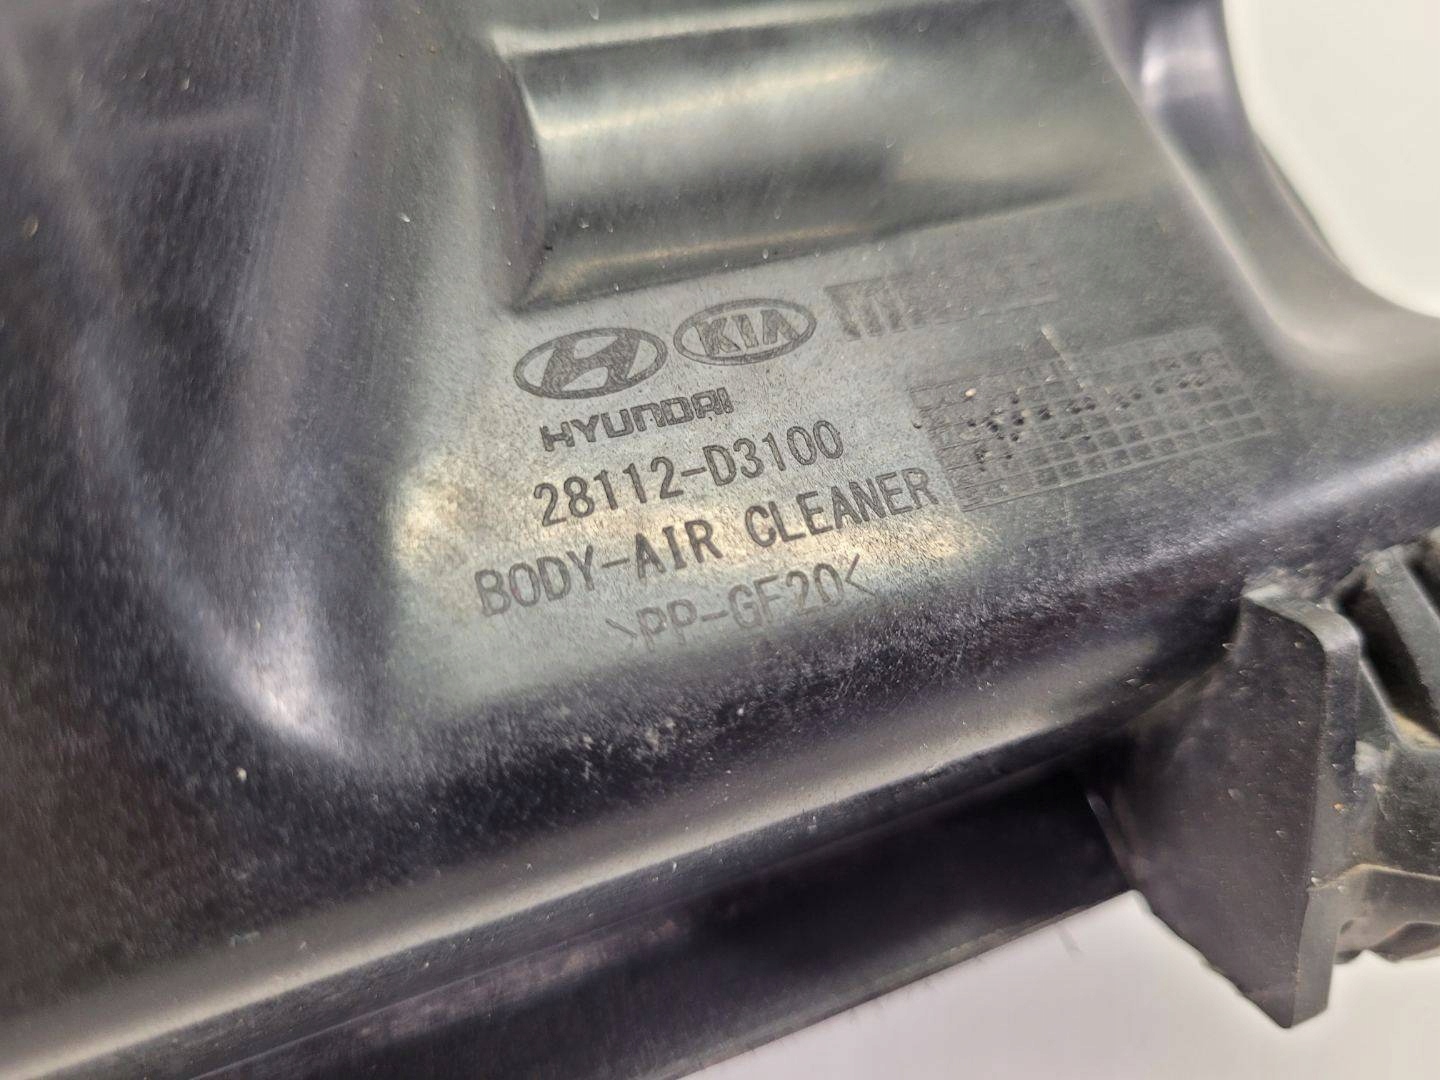 KIA
HYUNDAI
28112-D3100
BODY-AIR CLEANER
>PP-GF20<